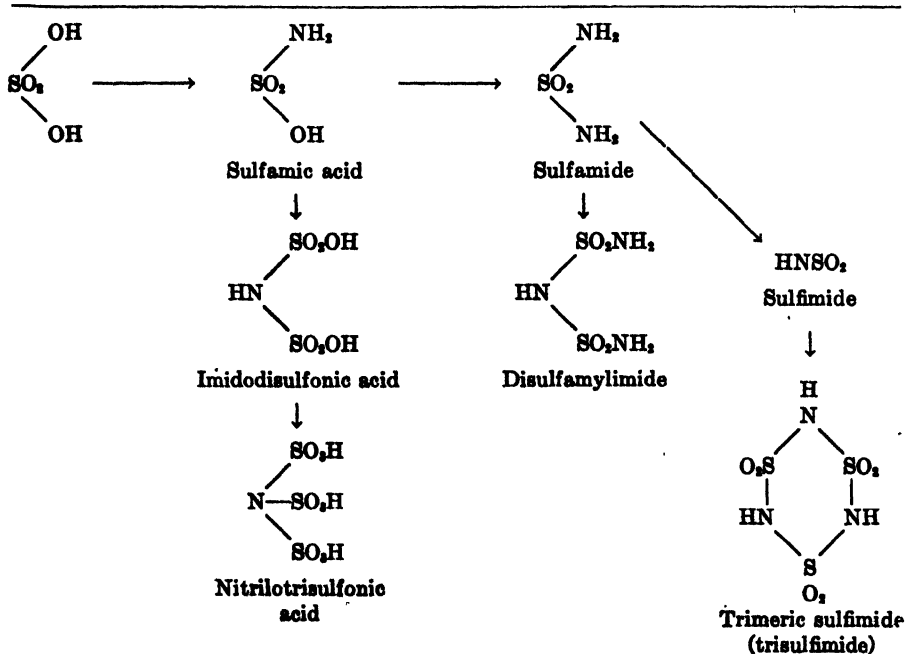 OH NH₂ NH₂
SO₂ SO₂ SO₂
OH OH NH₂
Sulfamic acid Sulfamide
SO₂OH SO₂NH₂
HNSO₂
HN HN Sulfimide
SO₂OH SO₂NH₂
Imidodisulfonic acid Disulfamylimide
H
N
SO₃H
O₂S SO₂
N SO₃H HN NH
SO₃H
S
O₂
Nitrilotrisulfonic
acid
Trimeric sulfimide
(trisulfimide)